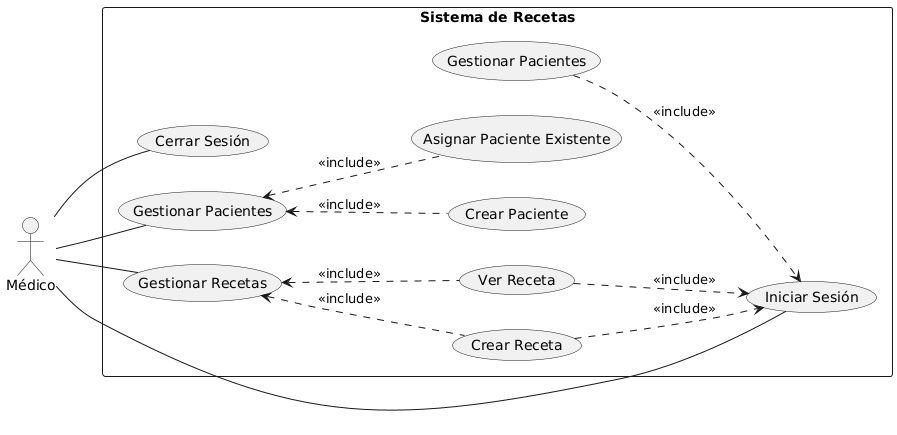 Sistema de Recetas
Gestionar Pacientes
«include»
Cerrar Sesión
Asignar Paciente Existente
«include»
Gestionar Pacientes
«include»
Crear Paciente
Médico
Gestionar Recetas
«include»
Ver Receta
«include»
Iniciar Sesión
«include»
Crear Receta
«include»